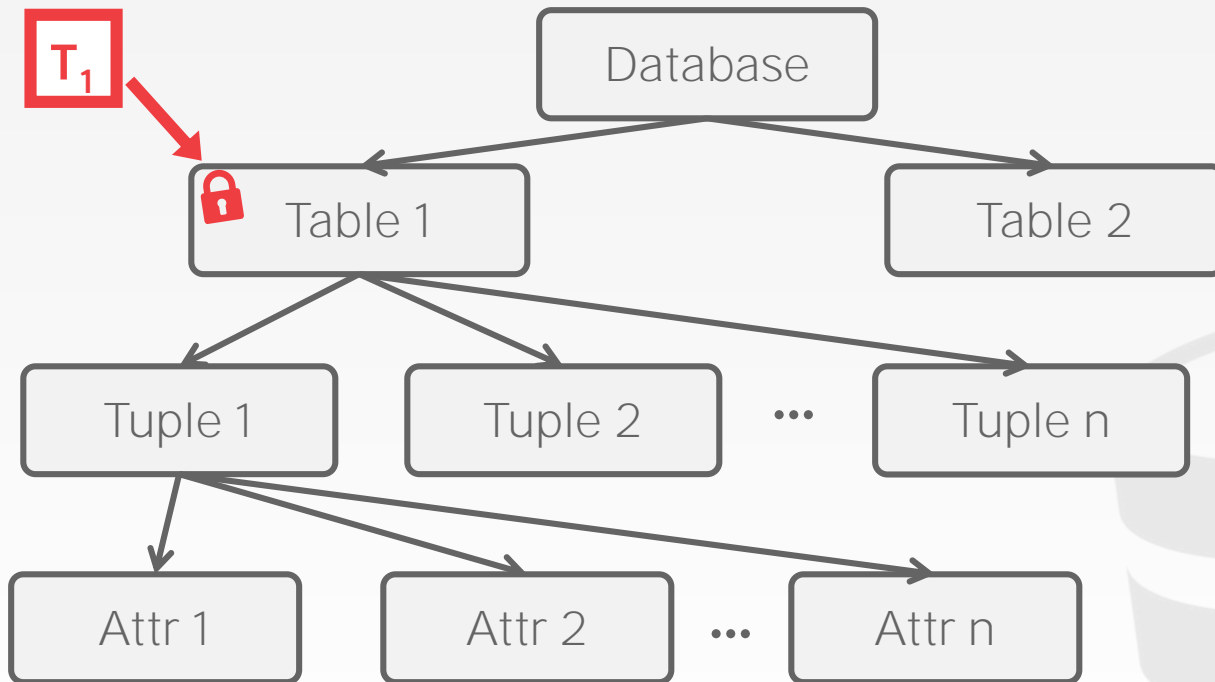 T₁
Database
Table 1
Table 2
Tuple 1
Tuple 2
...
Tuple n
Attr 1
Attr 2
...
Attr n